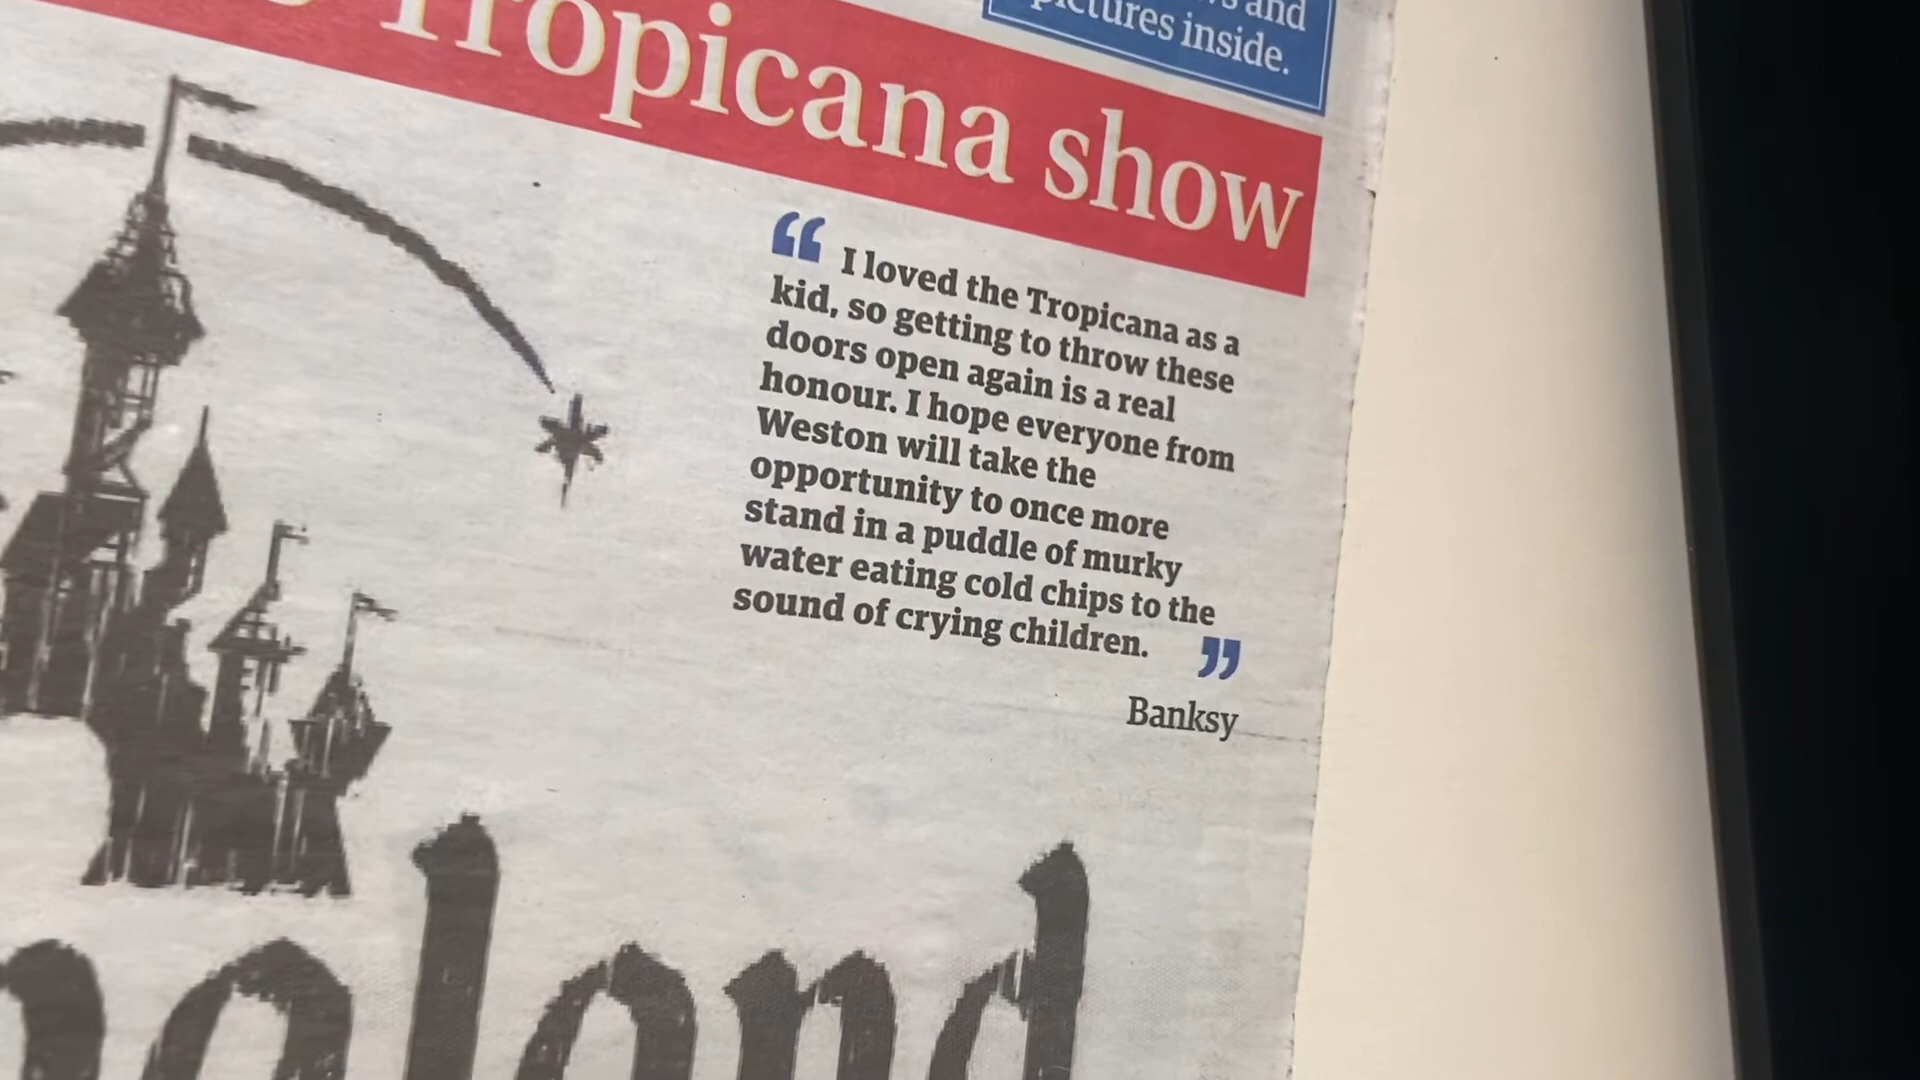 and
pictures inside.
Tropicana show
“ I loved the Tropicana as a
kid, so getting to throw these
doors open again is a real
honour. I hope everyone from
Weston will take the
opportunity to once more
stand in a puddle of murky
water eating cold chips to the
sound of crying children. ”
Banksy